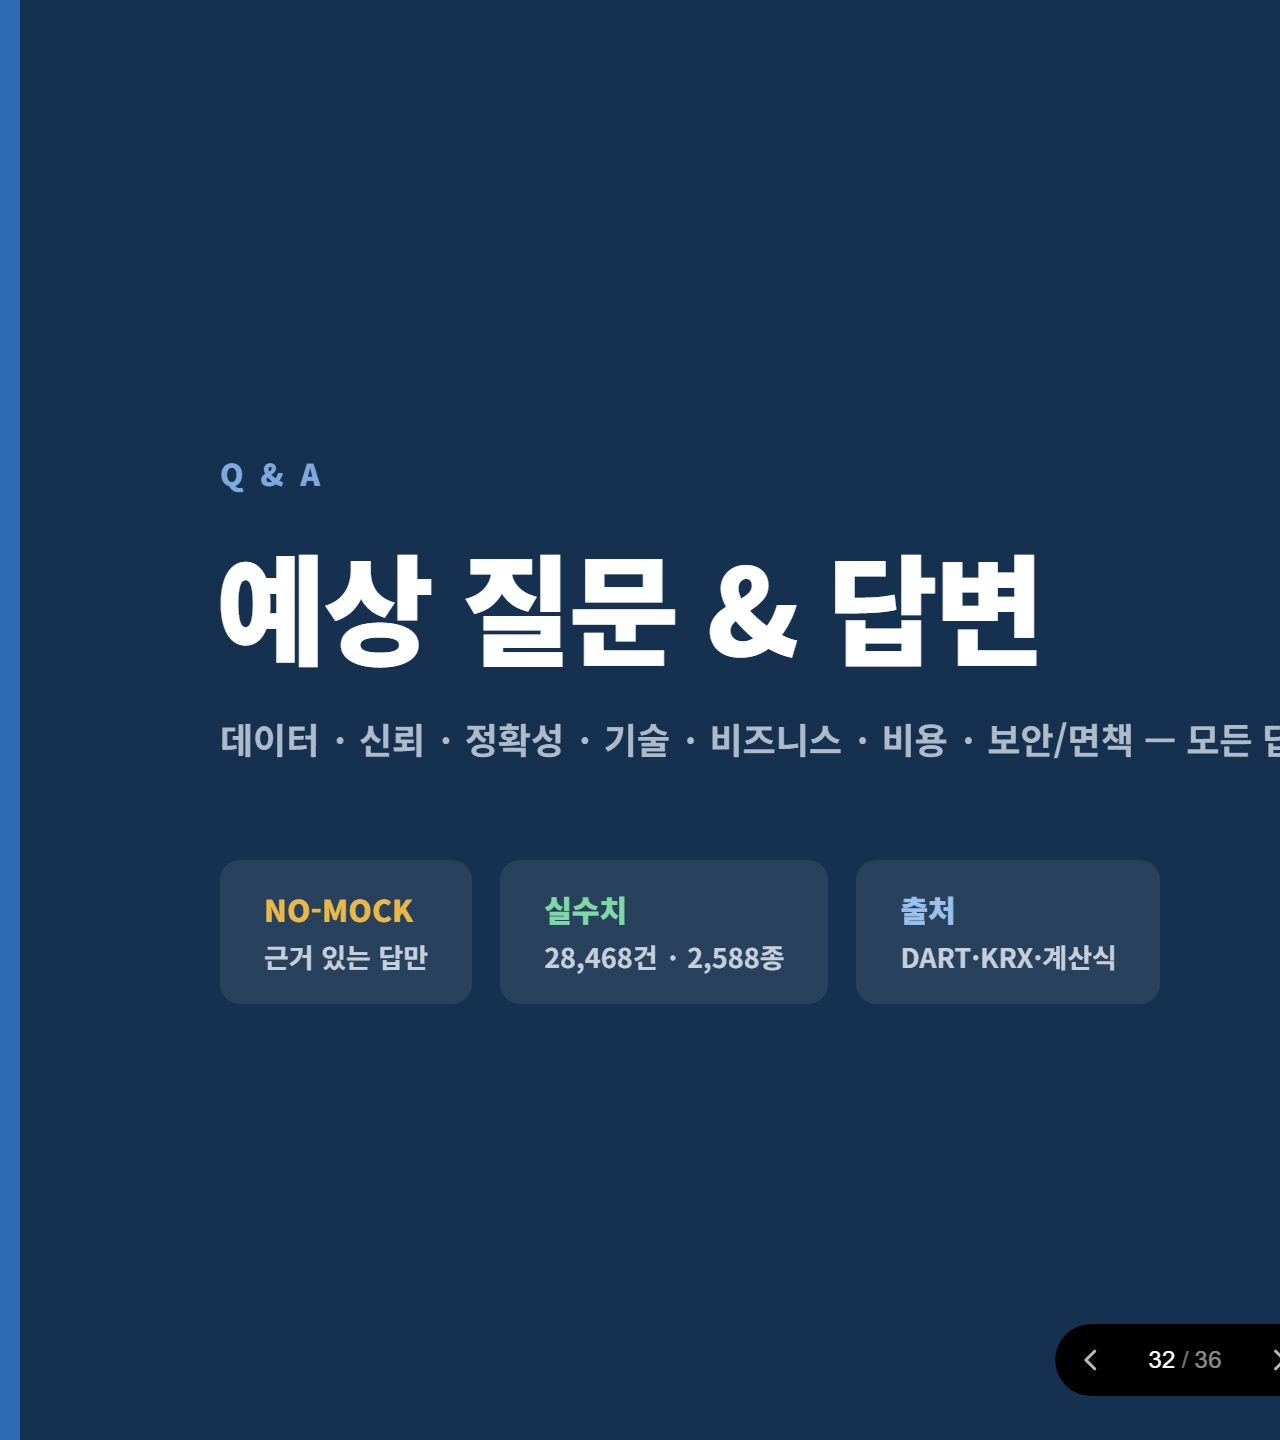 Q & A
예상 질문 & 답변
데이터 · 신뢰 · 정확성 · 기술 · 비즈니스 · 비용 · 보안/면책 — 모든
NO-MOCK
근거 있는 답만
실수치
28,468건 · 2,588종
출처
DART·KRX·계산식
32 / 36